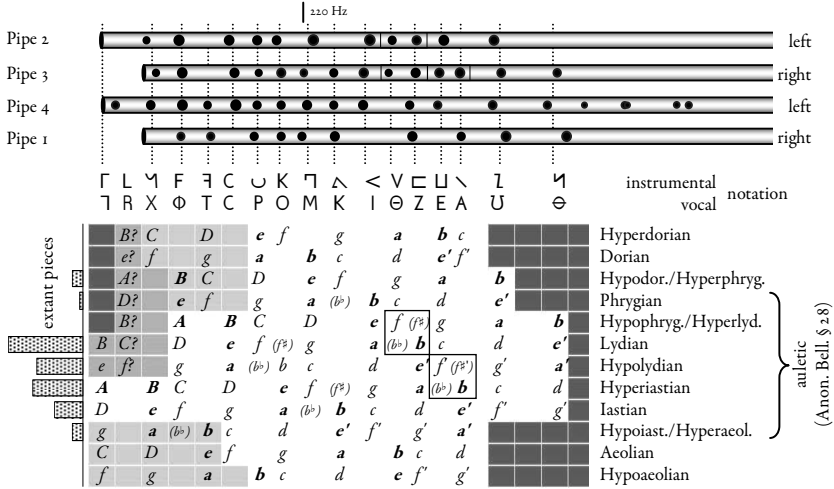 220 Hz
Pipe 2 left
Pipe 3 right
Pipe 4 left
Pipe 1 right
Γ L Ч F ꟻ C ᴗ K ᒣ < V ⊏ ⊔ \ И instrumental
⅂ R X Φ T C P O M K I Θ Z E A ℧ ɵ vocal
notation
extant pieces
B? C D e f g a b c Hyperdorian
e? f g a b c d e' f' Dorian
A? B C D e f g a b Hypodor./Hyperphryg.
D? e f g a (b♭) b c d e' Phrygian
B? A B C D e f (f♯) g a b Hypophryg./Hyperlyd.
B C? D e f (f♯) g a (b♭) b c d e' Lydian
e f? g a (b♭) b c d e' f' (f♯') g' a' Hypolydian
A B C D e f (f♯) g a (b♭) b c d Hyperiastian
D e f g a (b♭) b c d e' f' g' Iastian
g a (b♭) b c d e' f' g' a' Hypoiast./Hyperaeol.
C D e f g a b c d Aeolian
f g a b c d e f' g' Hypoaeolian
auletic
(Anon. Bell. § 28)